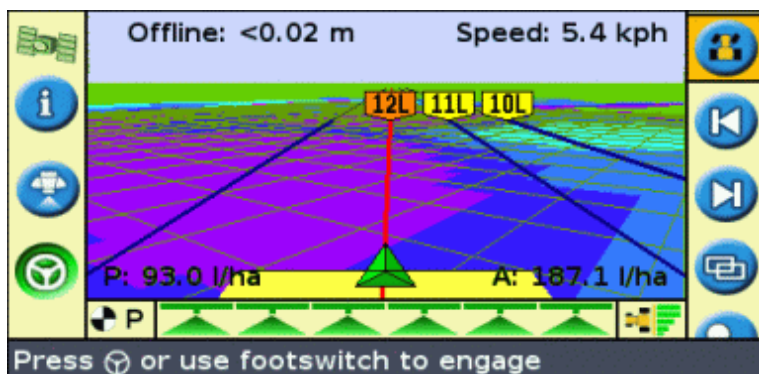 Offline: <0.02 m Speed: 5.4 kph
12L 11L 10L
P: 93.0 l/ha A: 187.1 l/ha
P
Press or use footswitch to engage